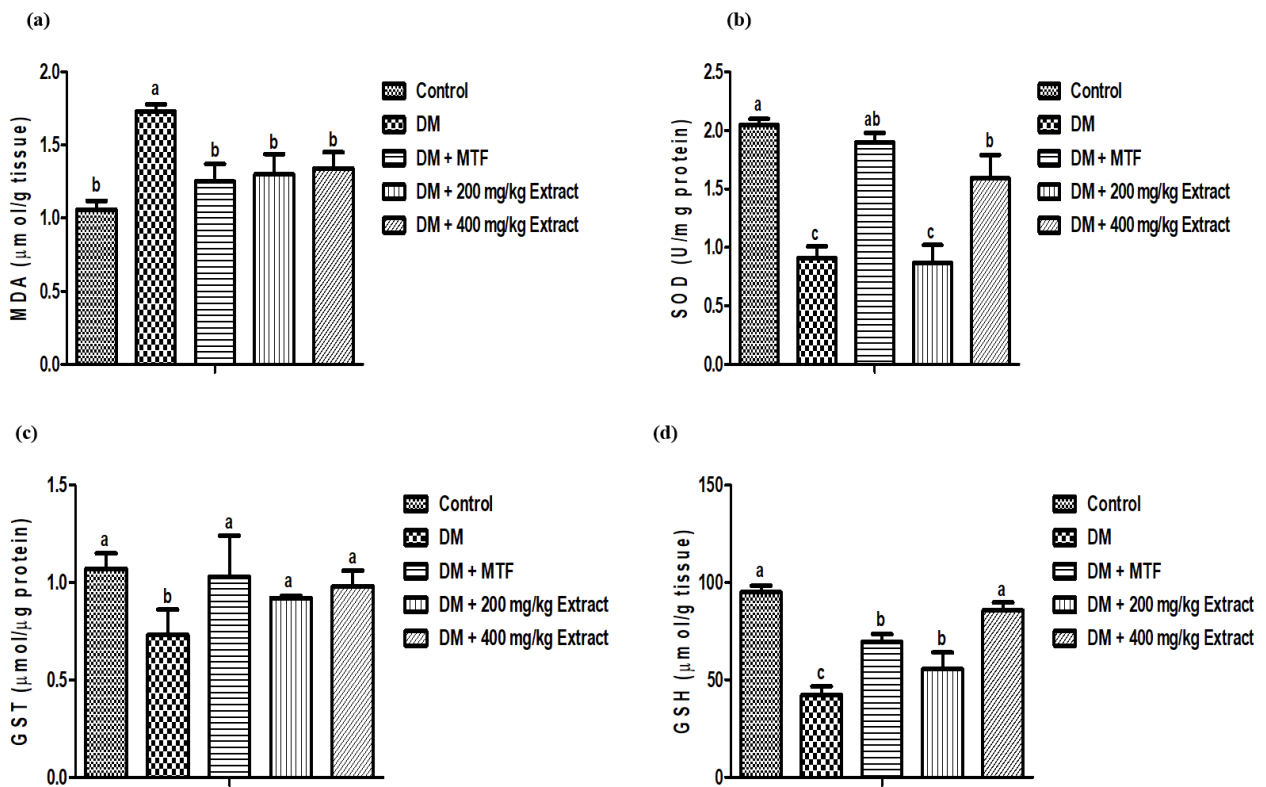 (a)
MDA (μmol/g tissue)
2.0
1.5
1.0
0.5
0.0
b
a
b
b
b
Control
DM
DM + MTF
DM + 200 mg/kg Extract
DM + 400 mg/kg Extract
(b)
SOD (U/mg protein)
2.5
2.0
1.5
1.0
0.5
0.0
a
c
ab
c
b
Control
DM
DM + MTF
DM + 200 mg/kg Extract
DM + 400 mg/kg Extract
(c)
GST (μmol/μg protein)
1.5
1.0
0.5
0.0
a
b
a
a
a
Control
DM
DM + MTF
DM + 200 mg/kg Extract
DM + 400 mg/kg Extract
(d)
GSH (μmol/g tissue)
150
100
50
0
a
c
b
b
a
Control
DM
DM + MTF
DM + 200 mg/kg Extract
DM + 400 mg/kg Extract